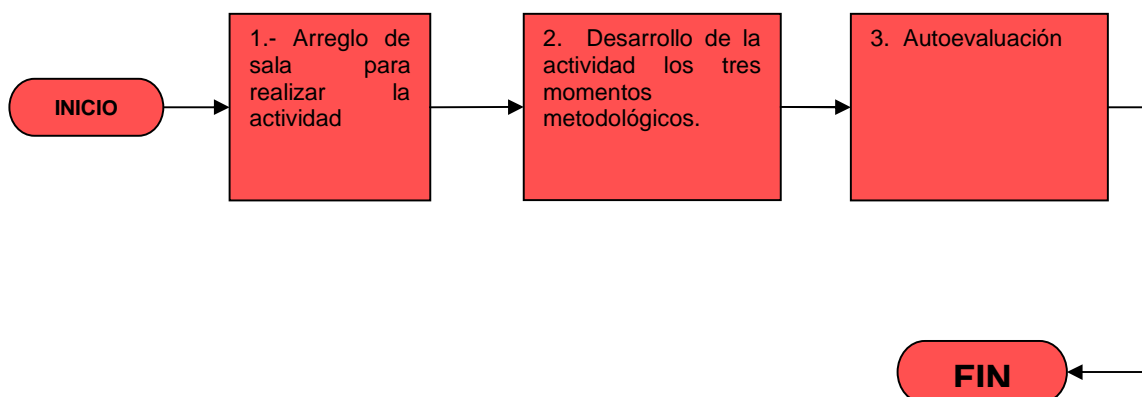 INICIO
1.- Arreglo de
sala para
realizar la
actividad
2. Desarrollo de la
actividad los tres
momentos
metodológicos.
3. Autoevaluación
FIN